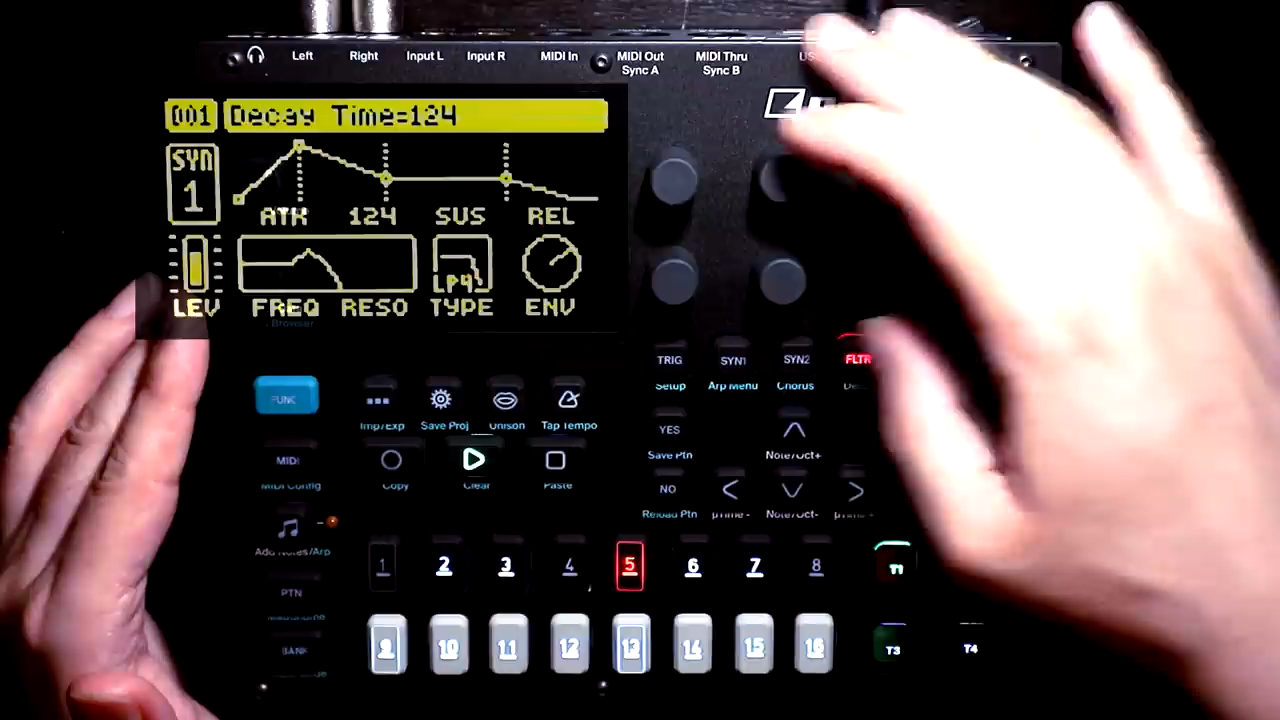 Left Right Input L Input R MIDI In MIDI Out MIDI Thru
Sync A Sync B
001 Decay Time=124
SYN
1
ATK 124 SUS REL
LP4
LEV FREQ RESO TYPE ENV
Browser
TRIG SYN1 SYN2 FLTR
Setup Arp Menu Chorus
FUNC
Imp/Exp Save Proj Unison Tap Tempo
YES
Save Ptn Note/Oct+
MIDI
MIDI Config Copy Clear Paste
NO
Reload Ptn µTime - Note/Oct- µTime +
Add Notes/Arp
1 2 3 4 5 6 7 8 T1
PTN
Metronome
BANK
9 10 11 12 13 14 15 16 T3 T4